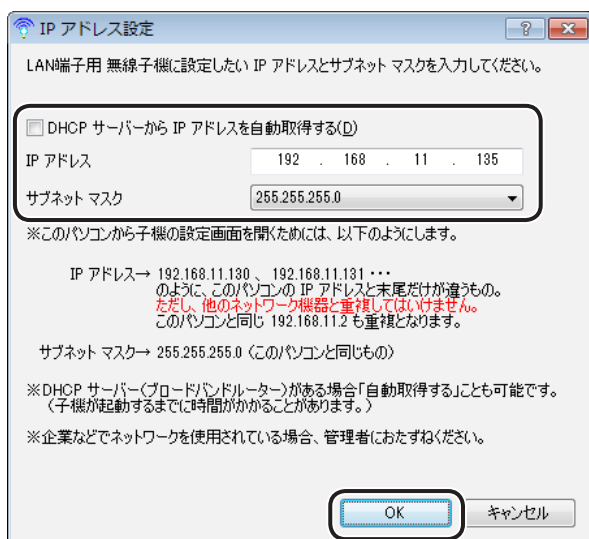 IP アドレス設定
LAN端子用 無線子機に設定したい IP アドレスとサブネット マスクを入力してください。
DHCP サーバーから IP アドレスを自動取得する(D)
IP アドレス 192 . 168 . 11 . 135
サブネット マスク 255.255.255.0
※このパソコンから子機の設定画面を開くためには、以下のようにします。
IP アドレス→ 192.168.11.130 、 192.168.11.131 ・・・
のように、このパソコンの IP アドレスと末尾だけが違うもの。
ただし、他のネットワーク機器と重複してはいけません。
このパソコンと同じ 192.168.11.2 も重複となります。
サブネット マスク→ 255.255.255.0 (このパソコンと同じもの)
※DHCP サーバー(ブロードバンドルーター)がある場合「自動取得する」ことも可能です。
(子機が起動するまでに時間がかかることがあります。)
※企業などでネットワークを使用されている場合、管理者におたずねください。
OK キャンセル